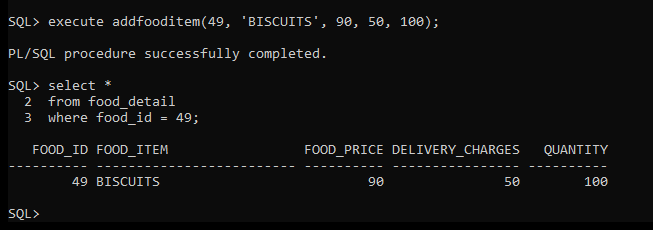 SQL> execute addfooditem(49, 'BISCUITS', 90, 50, 100);
PL/SQL procedure successfully completed.
SQL> select *
  2  from food_detail
  3  where food_id = 49;
   FOOD_ID FOOD_ITEM                 FOOD_PRICE DELIVERY_CHARGES   QUANTITY
---------- ------------------------- ---------- ---------------- ----------
        49 BISCUITS                          90               50        100
SQL>